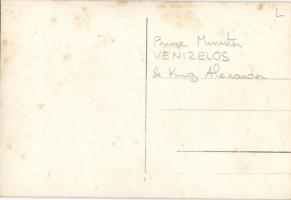 L
Prime Minister
VENIZELOS
& King Alexander